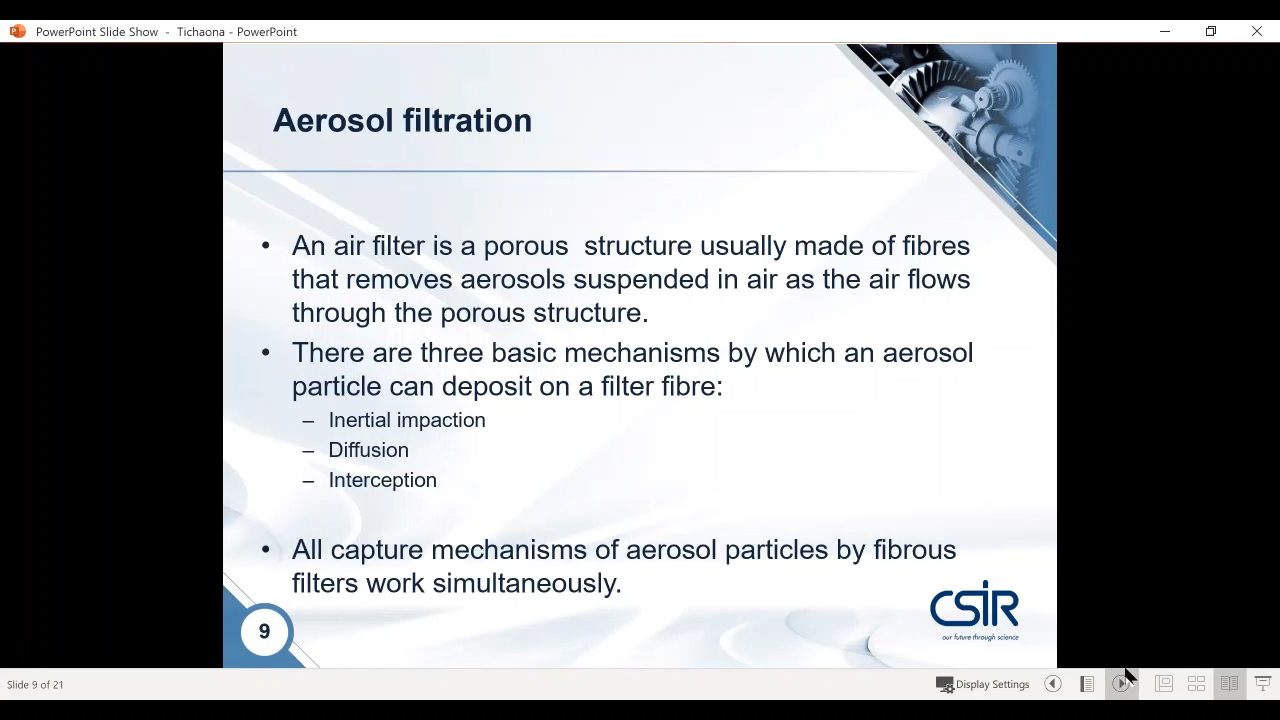 PowerPoint Slide Show - Tichaona - PowerPoint
Aerosol filtration
• An air filter is a porous structure usually made of fibres
that removes aerosols suspended in air as the air flows
through the porous structure.
• There are three basic mechanisms by which an aerosol
particle can deposit on a filter fibre:
– Inertial impaction
– Diffusion
– Interception
• All capture mechanisms of aerosol particles by fibrous
filters work simultaneously.
CSIR
our future through science
9
Slide 9 of 21
Display Settings